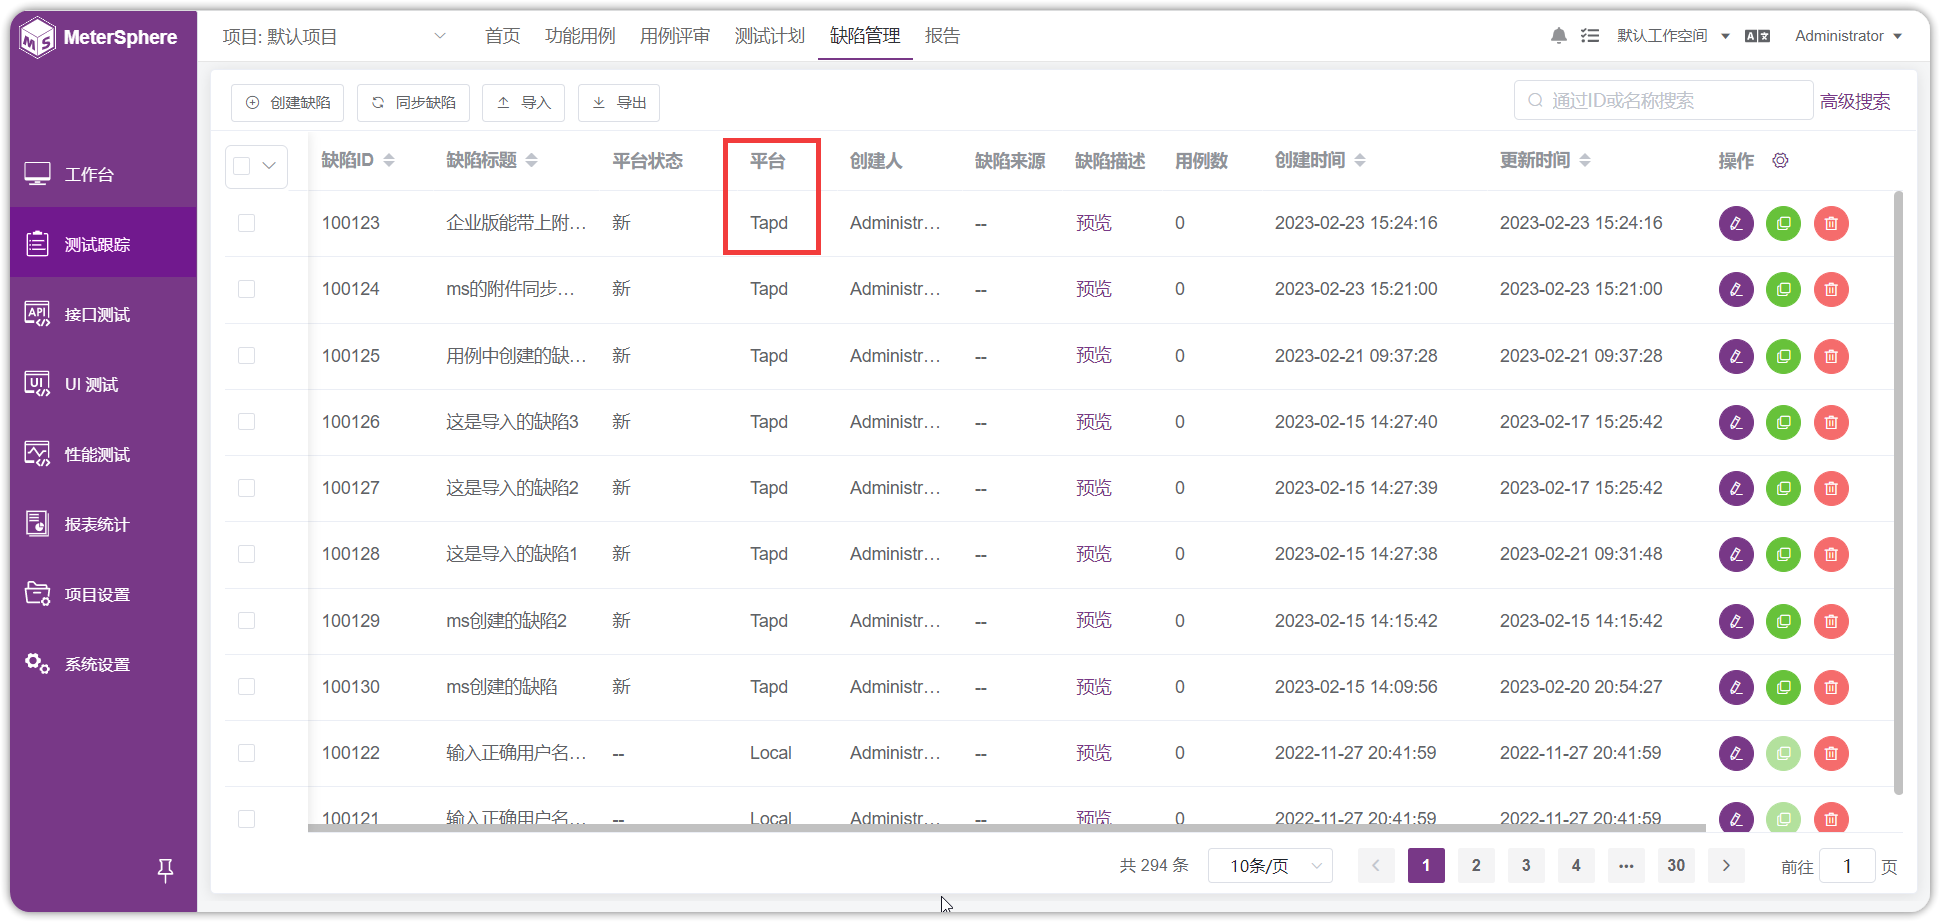 MeterSphere
项目: 默认项目
首页 功能用例 用例评审 测试计划 缺陷管理 报告
默认工作空间 Administrator
工作台
测试跟踪
接口测试
UI 测试
性能测试
报表统计
项目设置
系统设置
创建缺陷 同步缺陷 导入 导出
通过ID或名称搜索 高级搜索
缺陷ID 缺陷标题 平台状态 平台 创建人 缺陷来源 缺陷描述 用例数 创建时间 更新时间 操作
100123 企业版能带上附... 新 Tapd Administr... -- 预览 0 2023-02-23 15:24:16 2023-02-23 15:24:16
100124 ms的附件同步... 新 Tapd Administr... -- 预览 0 2023-02-23 15:21:00 2023-02-23 15:21:00
100125 用例中创建的缺... 新 Tapd Administr... -- 预览 0 2023-02-21 09:37:28 2023-02-21 09:37:28
100126 这是导入的缺陷3 新 Tapd Administr... -- 预览 0 2023-02-15 14:27:40 2023-02-17 15:25:42
100127 这是导入的缺陷2 新 Tapd Administr... -- 预览 0 2023-02-15 14:27:39 2023-02-17 15:25:42
100128 这是导入的缺陷1 新 Tapd Administr... -- 预览 0 2023-02-15 14:27:38 2023-02-21 09:31:48
100129 ms创建的缺陷2 新 Tapd Administr... -- 预览 0 2023-02-15 14:15:42 2023-02-15 14:15:42
100130 ms创建的缺陷 新 Tapd Administr... -- 预览 0 2023-02-15 14:09:56 2023-02-20 20:54:27
100122 输入正确用户名... -- Local Administr... -- 预览 0 2022-11-27 20:41:59 2022-11-27 20:41:59
100121 输入正确用户名... -- Local Administr... -- 预览 0 2022-11-27 20:41:59 2022-11-27 20:41:59
共 294 条 10条/页 < 1 2 3 4 ... 30 > 前往 1 页